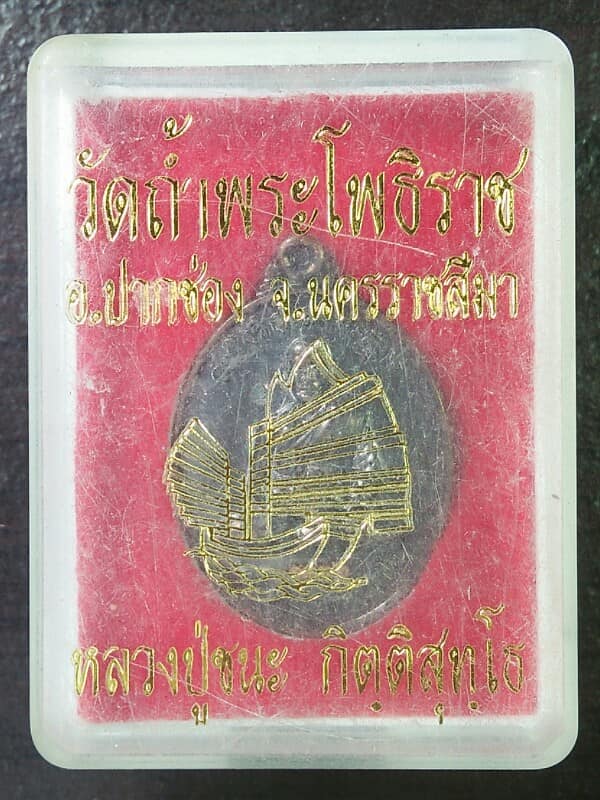 วัดถ้ำพระโพธิราช
อ.ปากช่อง จ.นครราชสีมา
หลวงปู่ชนะ กิตฺติสุทฺโธ